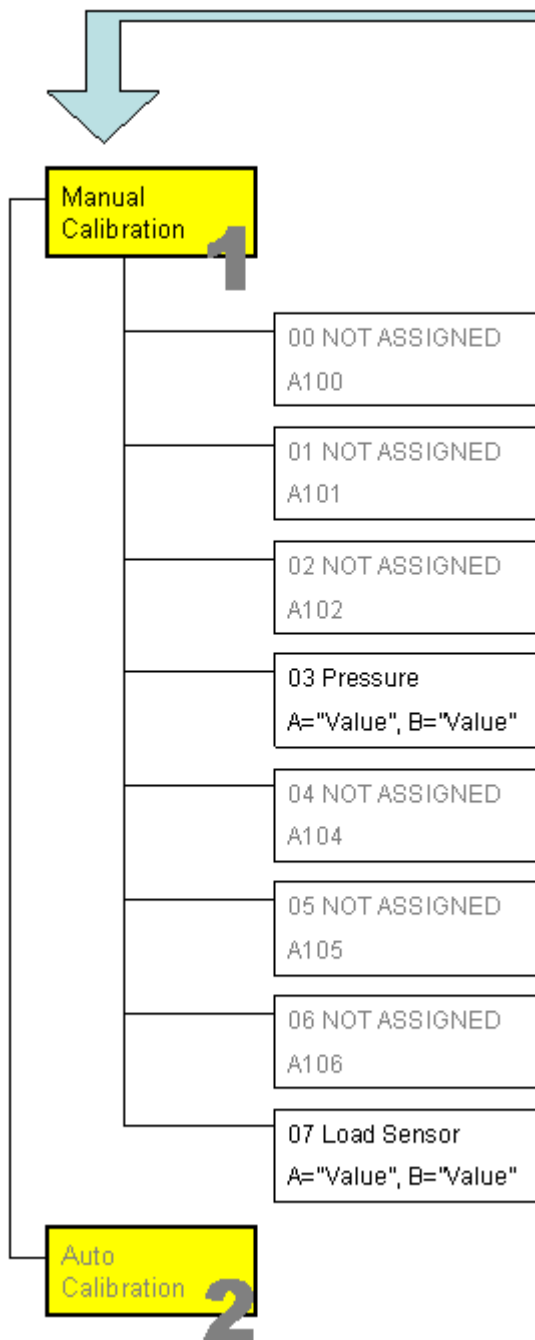 Manual
Calibration
1
00 NOT ASSIGNED
A100
01 NOT ASSIGNED
A101
02 NOT ASSIGNED
A102
03 Pressure
A="Value", B="Value"
04 NOT ASSIGNED
A104
05 NOT ASSIGNED
A105
06 NOT ASSIGNED
A106
07 Load Sensor
A="Value", B="Value"
Auto
Calibration
2